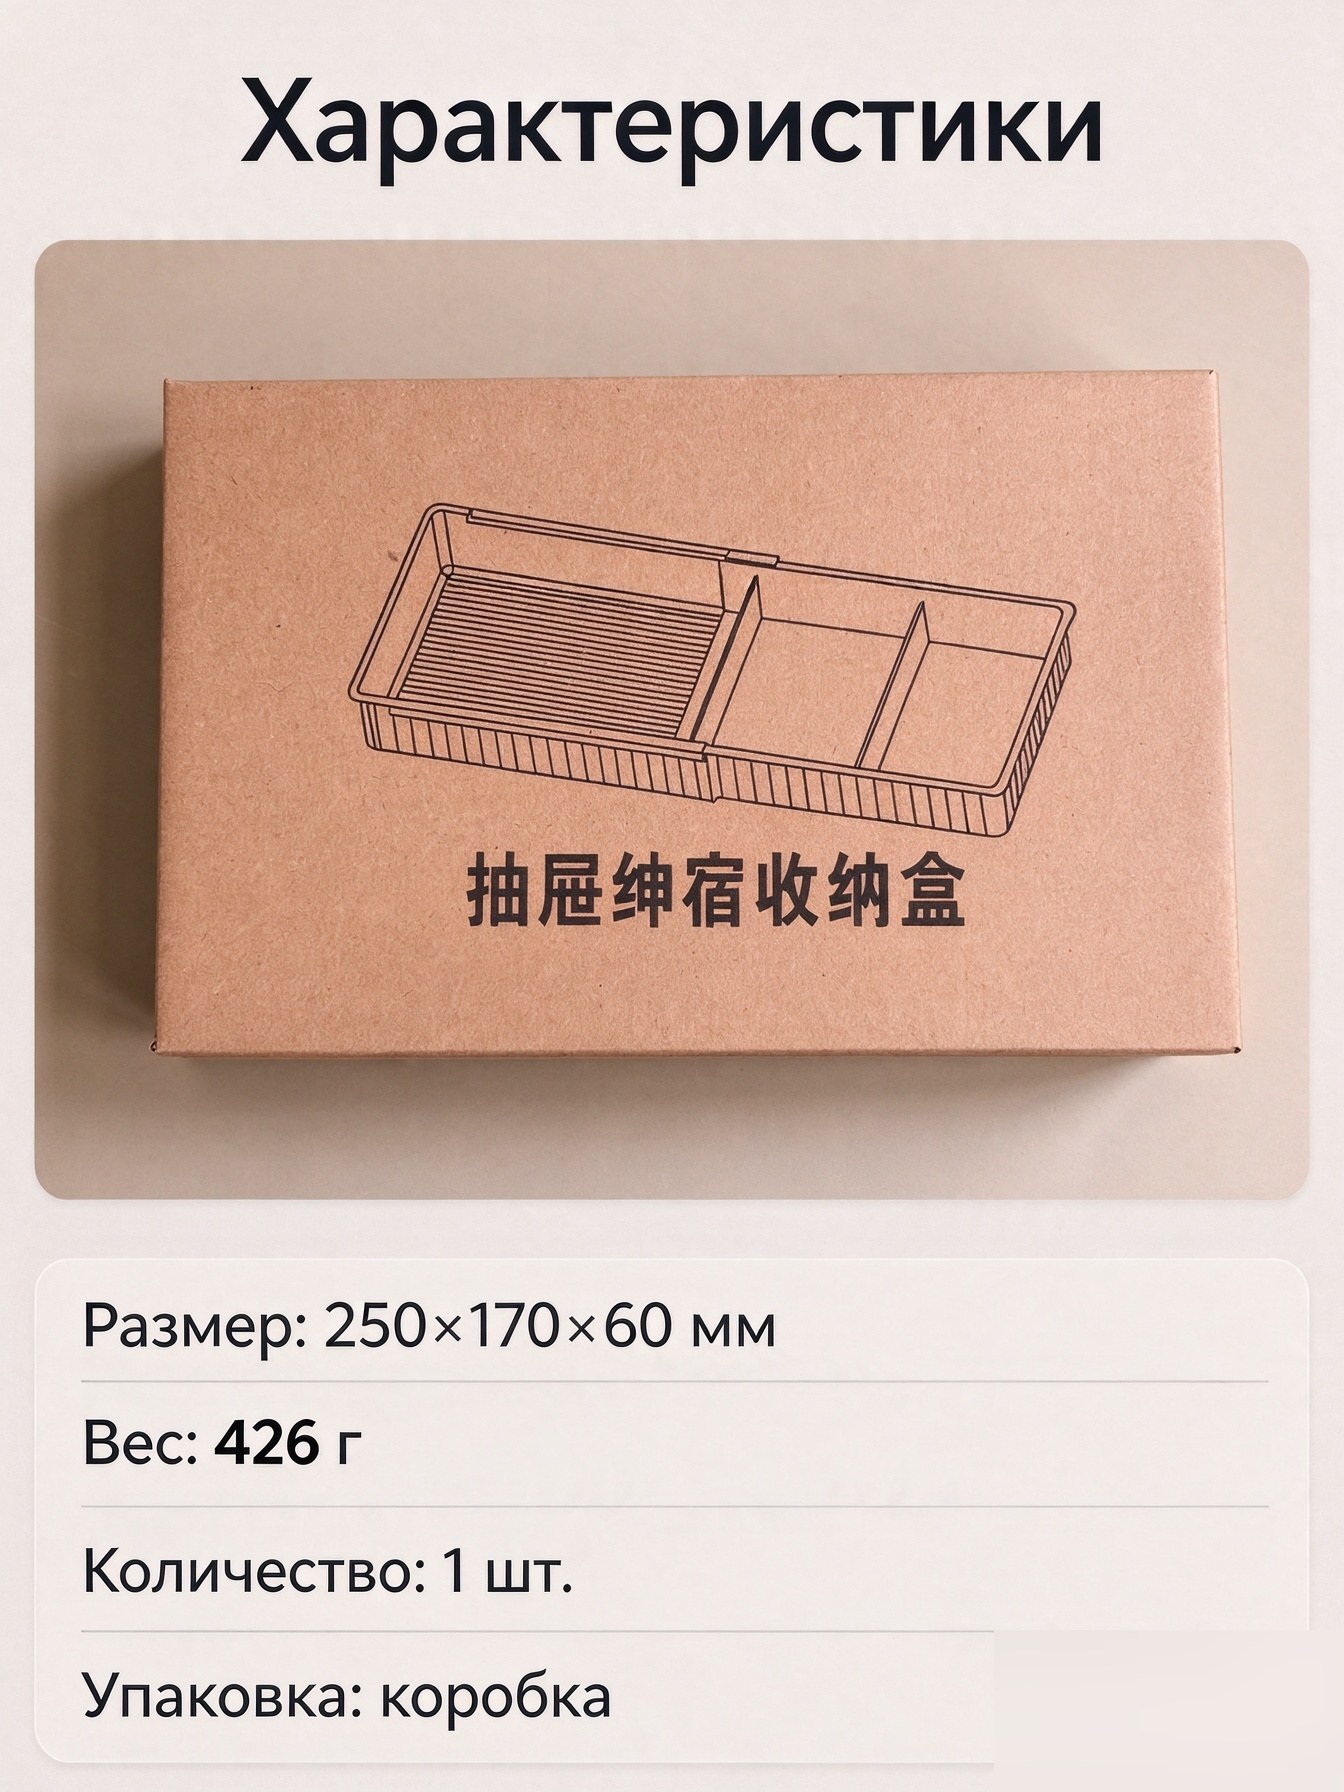 Характеристики
抽屉绅宿收纳盒
Размер: 250×170×60 мм
Вес: 426 г
Количество: 1 шт.
Упаковка: коробка